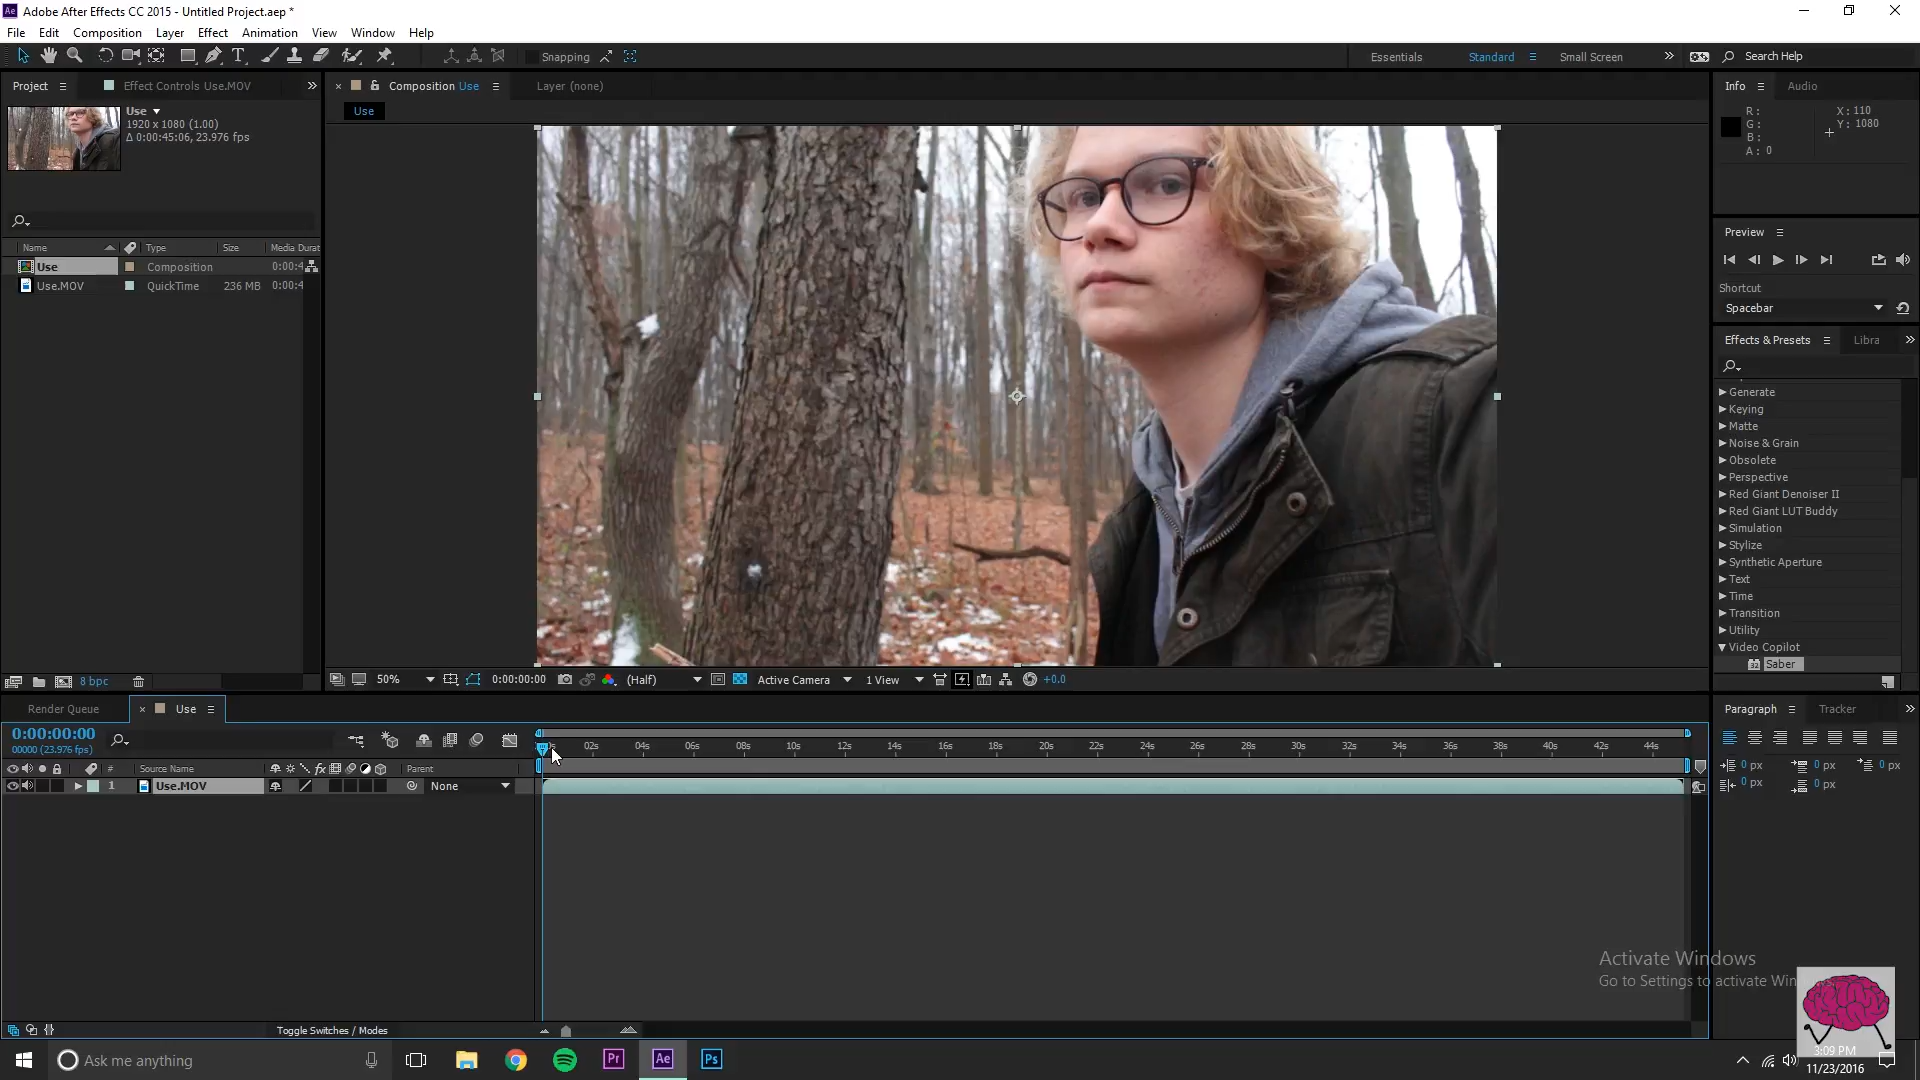 Ae Adobe After Effects CC 2015 - Untitled Project.aep *
File Edit Composition Layer Effect Animation View Window Help
Snapping
Essentials Standard Small Screen Search Help
Project Effect Controls Use.MOV
Composition Use Layer (none)
Info Audio
Use
1920 x 1080 (1.00)
Δ 0:00:45:06, 23.976 fps
Use
R: X: 110
G: Y: 1080
B:
A: 0
Preview
Shortcut
Spacebar
Name Type Size Media Durat
Use Composition 0:00:4
Use.MOV QuickTime 236 MB 0:00:4
Effects & Presets Libra
Generate
Keying
Matte
Noise & Grain
Obsolete
Perspective
Red Giant Denoiser II
Red Giant LUT Buddy
Simulation
Stylize
Synthetic Aperture
Text
Time
Transition
Utility
Video Copilot
32 Saber
8 bpc
50% 0:00:00:00 (Half) Active Camera 1 View +0.0
Render Queue Use
Paragraph Tracker
0:00:00:00
00000 (23.976 fps)
02s 04s 06s 08s 10s 12s 14s 16s 18s 20s 22s 24s 26s 28s 30s 32s 34s 36s 38s 40s 42s 44s
# Source Name fx Parent
1 Use.MOV None
0 px 0 px 0 px
0 px 0 px
Toggle Switches / Modes
Activate Windows
Go to Settings to activate Win
Ask me anything
Pr Ae Ps
3:09 PM
11/23/2016